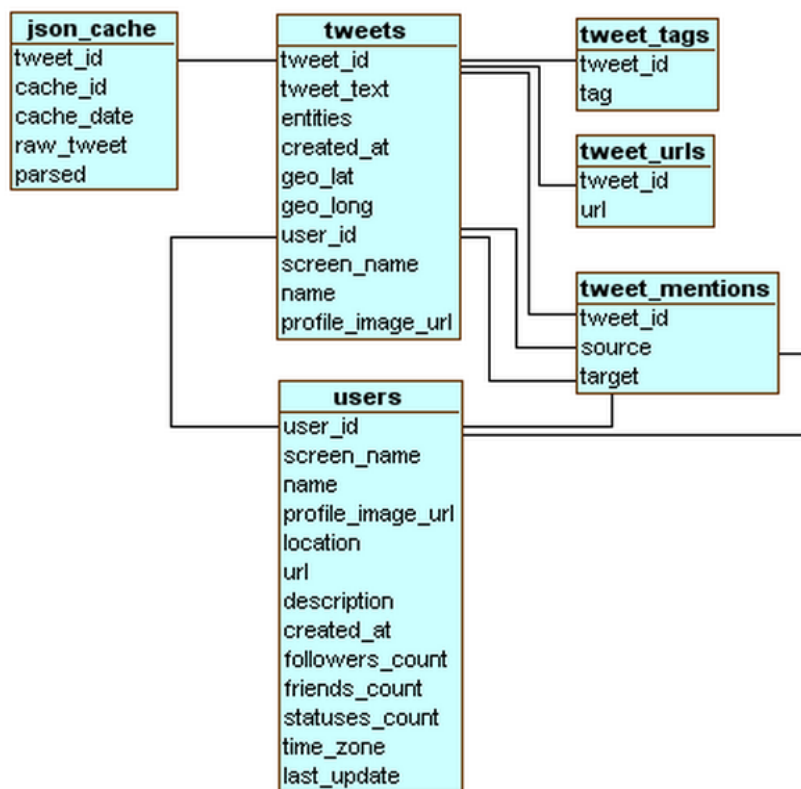 json_cache
tweet_id
cache_id
cache_date
raw_tweet
parsed
tweets
tweet_id
tweet_text
entities
created_at
geo_lat
geo_long
user_id
screen_name
name
profile_image_url
tweet_tags
tweet_id
tag
tweet_urls
tweet_id
url
tweet_mentions
tweet_id
source
target
users
user_id
screen_name
name
profile_image_url
location
url
description
created_at
followers_count
friends_count
statuses_count
time_zone
last_update